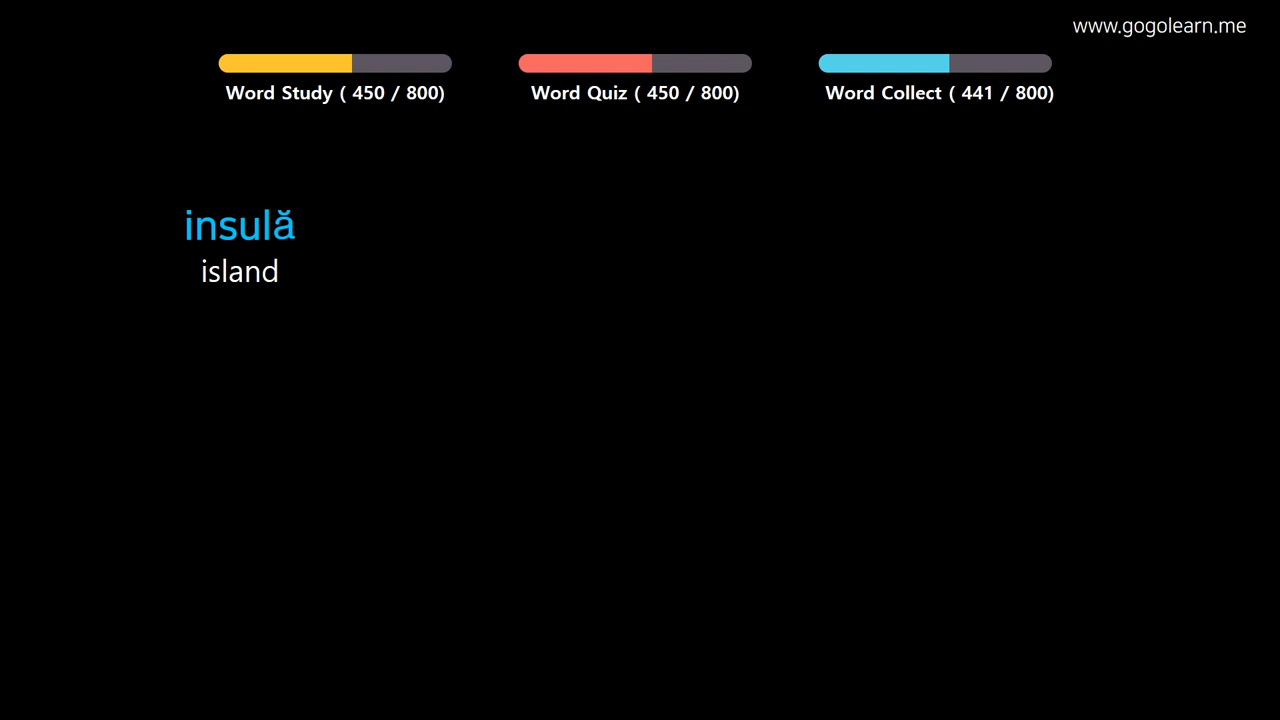 www.gogolearn.me
Word Study ( 450 / 800)
Word Quiz ( 450 / 800)
Word Collect ( 441 / 800)
insulă
island